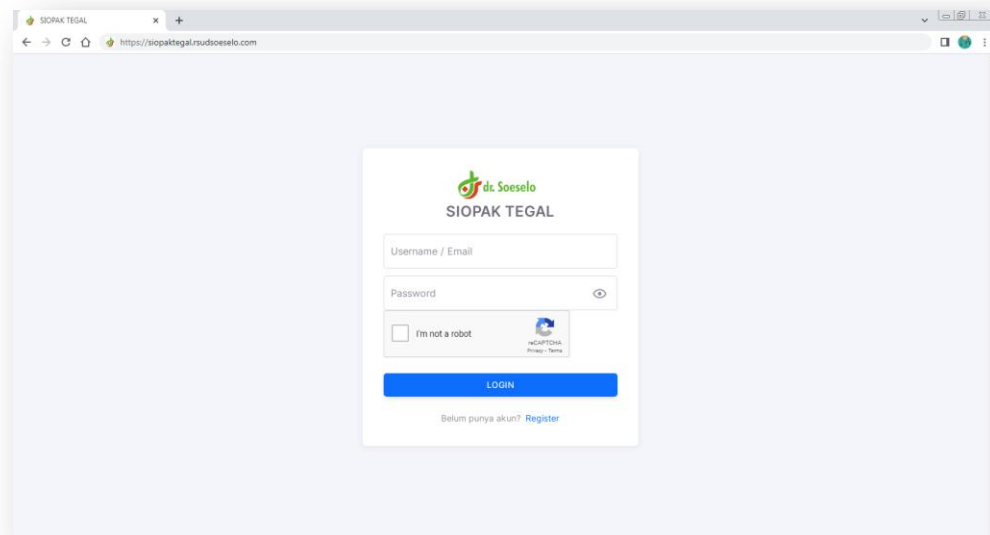 SIOPAK TEGAL
https://siopaktegal.rsudsoeselo.com
dr. Soeselo
SIOPAK TEGAL
Username / Email
Password
I'm not a robot
reCAPTCHA
Privacy - Terms
LOGIN
Belum punya akun? Register